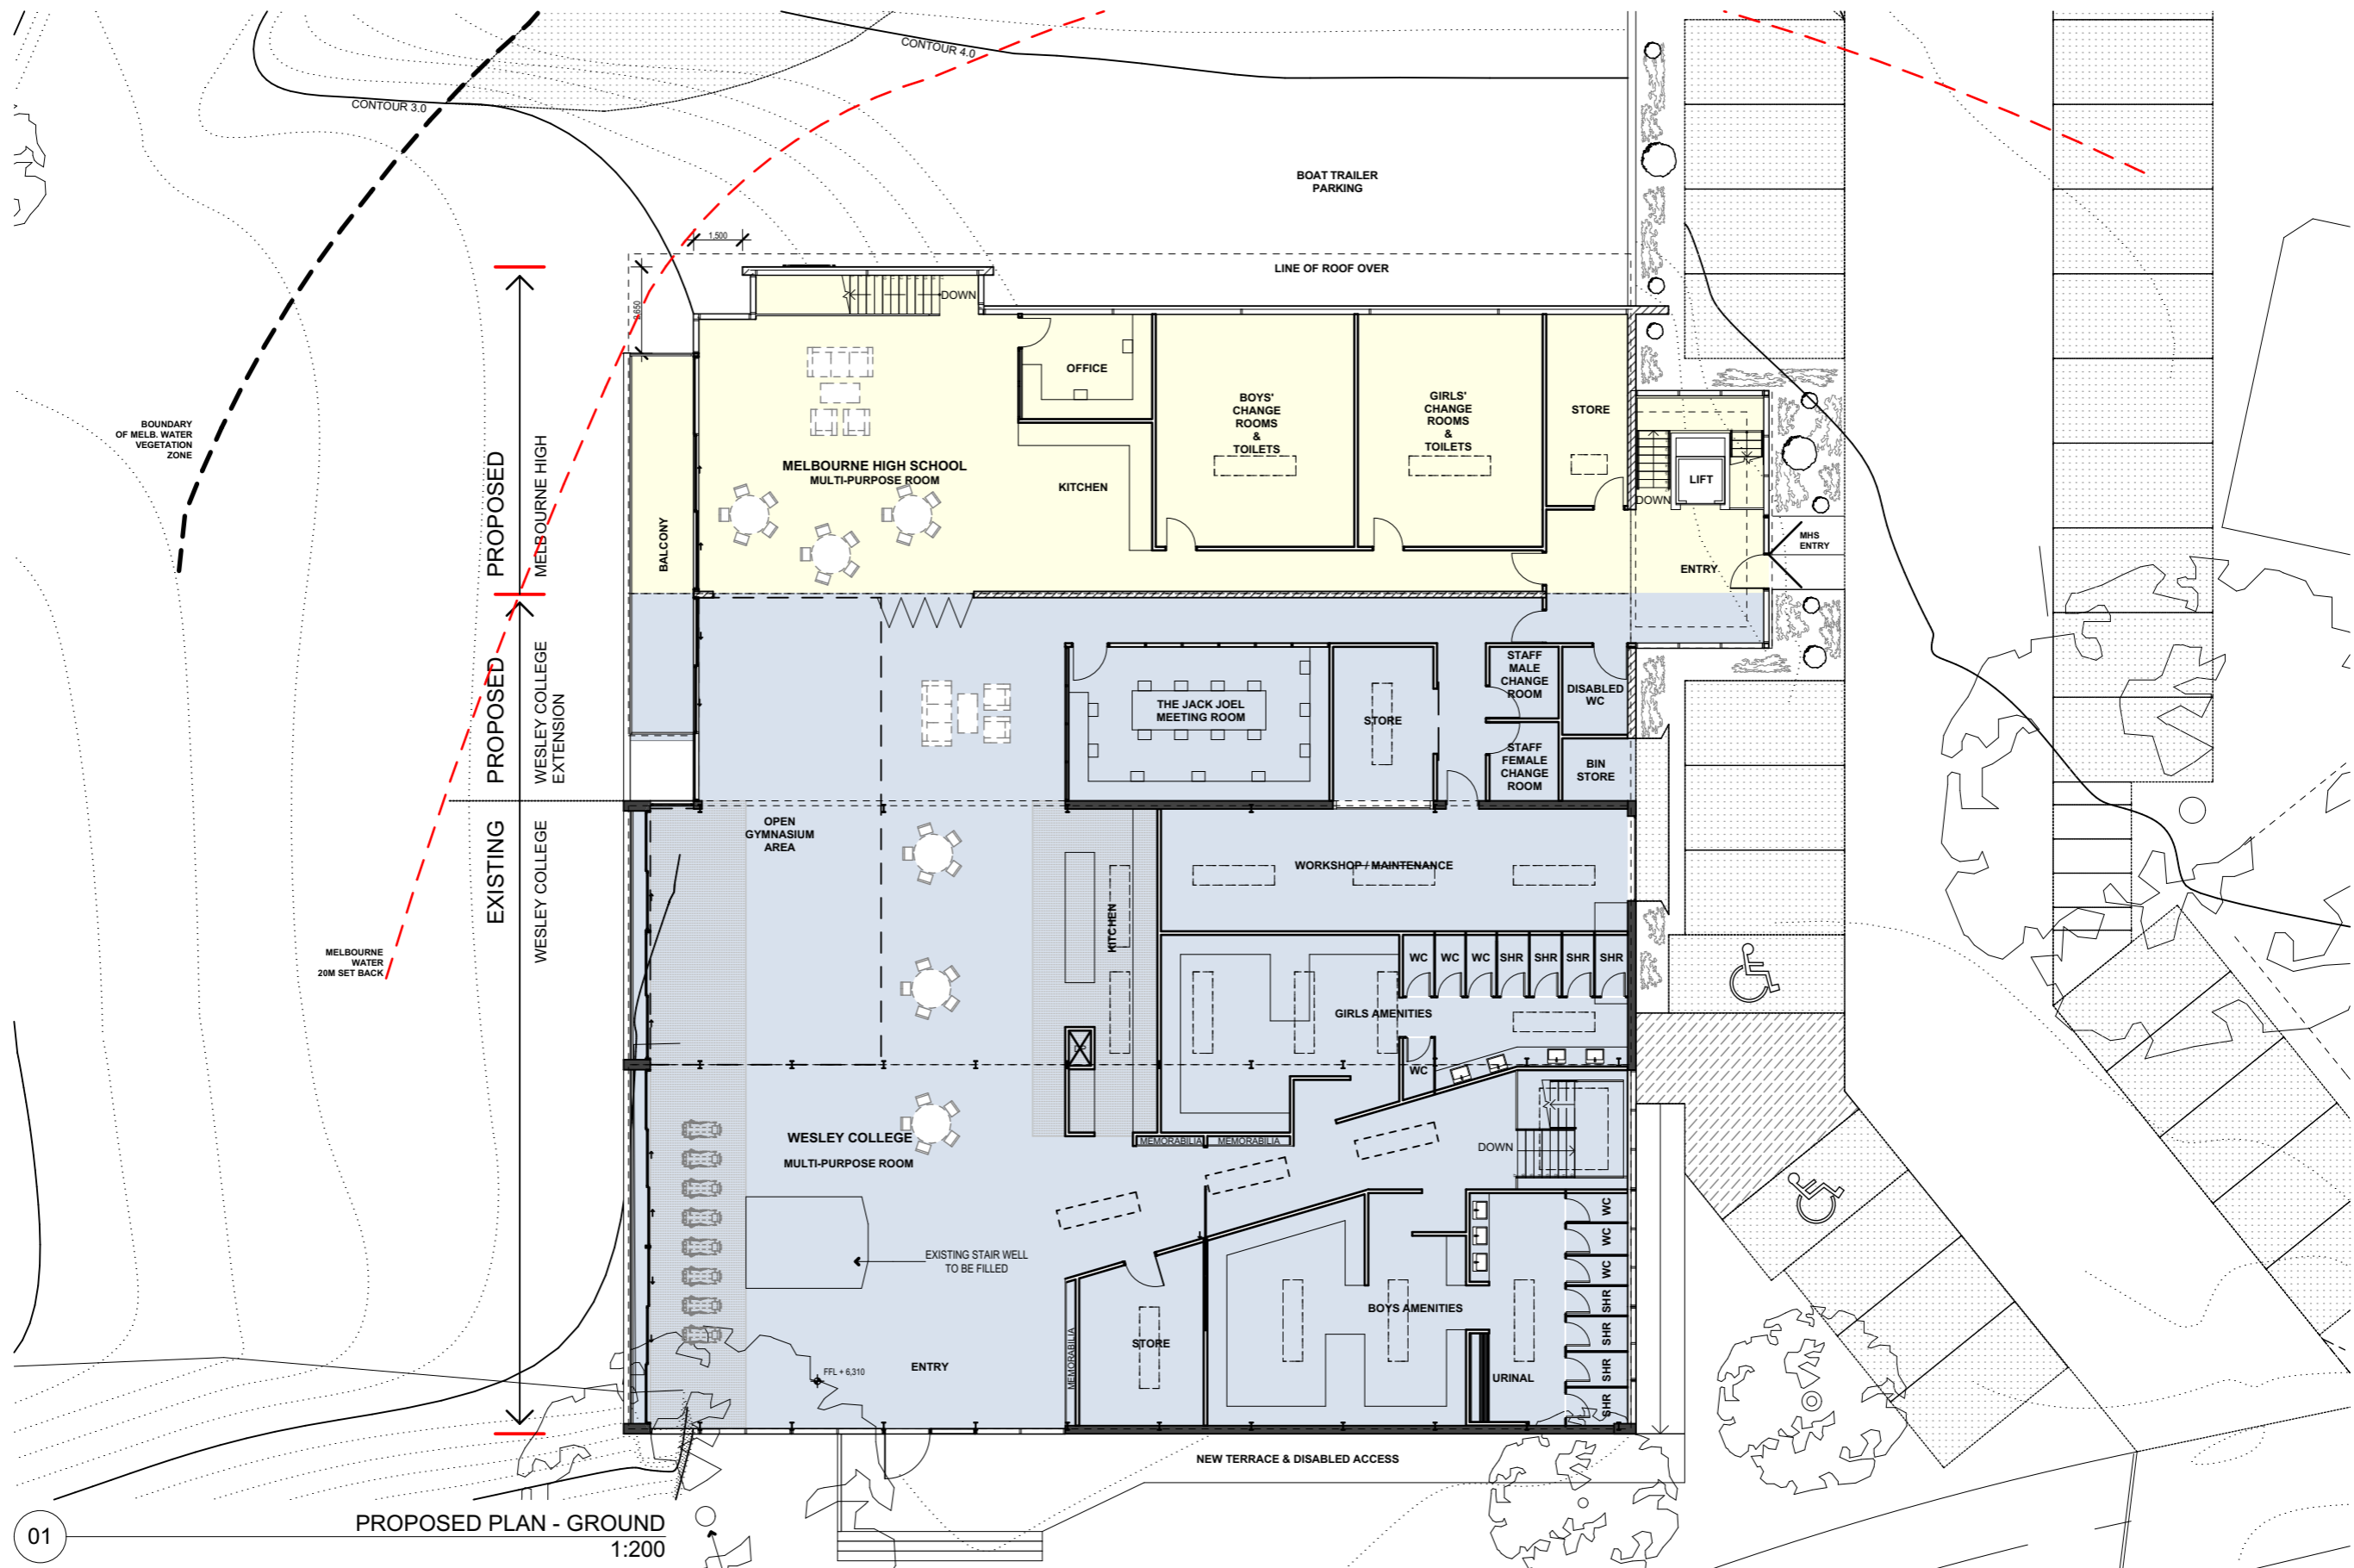 CONTOUR 4.0
CONTOUR 3.0
BOAT TRAILER
PARKING
1,500
LINE OF ROOF OVER
DOWN
OFFICE
BOYS'
CHANGE
ROOMS
&
TOILETS
GIRLS'
CHANGE
ROOMS
&
TOILETS
STORE
BOUNDARY
OF MELB. WATER
VEGETATION
ZONE
PROPOSED
MELBOURNE HIGH
MELBOURNE HIGH SCHOOL
MULTI-PURPOSE ROOM
KITCHEN
LIFT
DOWN
BALCONY
MHS
ENTRY
ENTRY
PROPOSED
WESLEY COLLEGE
EXTENSION
THE JACK JOEL
MEETING ROOM
STORE
STAFF
MALE
CHANGE
ROOM
DISABLED
WC
STAFF
FEMALE
CHANGE
ROOM
BIN
STORE
EXISTING
WESLEY COLLEGE
OPEN
GYMNASIUM
AREA
WORKSHOP / MAINTENANCE
KITCHEN
MELBOURNE
WATER
20M SET BACK
WC
WC
WC
SHR
SHR
SHR
SHR
GIRLS AMENITIES
WC
WESLEY COLLEGE
MULTI-PURPOSE ROOM
MEMORABILIA
MEMORABILIA
DOWN
EXISTING STAIR WELL
TO BE FILLED
WC
WC
WC
SHR
SHR
SHR
SHR
BOYS AMENITIES
STORE
MEMORABILIA
ENTRY
FFL + 6,310
URINAL
NEW TERRACE & DISABLED ACCESS
01
PROPOSED PLAN - GROUND
1:200